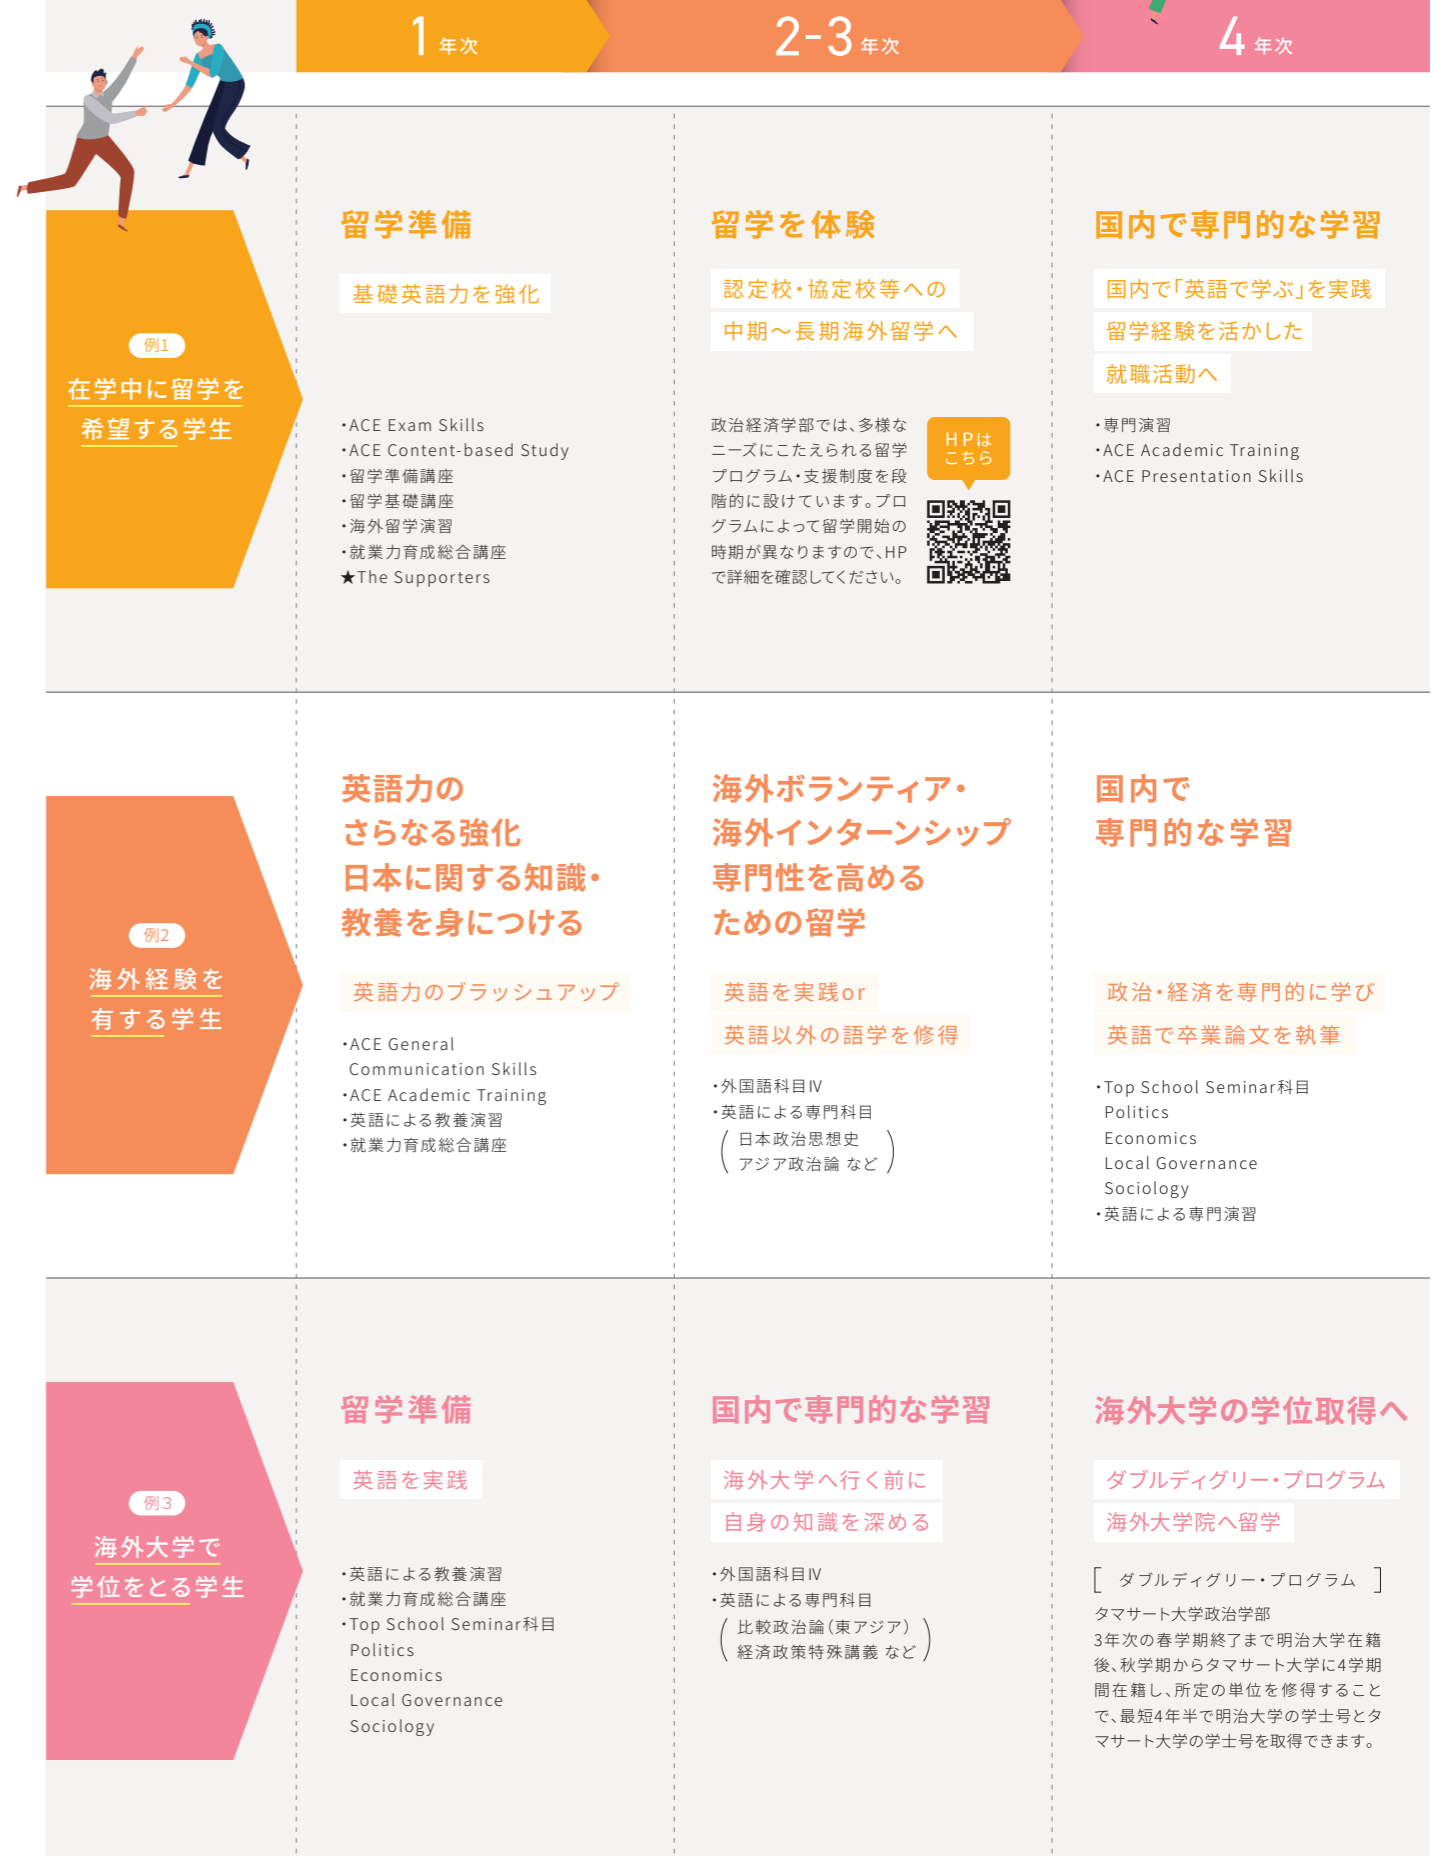 1 年次
2-3 年次
4 年次
例1
在学中に留学を
希望する学生
留学準備
基礎英語力を強化
・ACE Exam Skills
・ACE Content-based Study
・留学準備講座
・留学基礎講座
・海外留学演習
・就業力育成総合講座
★The Supporters
留学を体験
認定校・協定校等への
中期～長期海外留学へ
政治経済学部では、多様な
ニーズにこたえられる留学
プログラム・支援制度を段
階的に設けています。プロ
グラムによって留学開始の
時期が異なりますので、HP
で詳細を確認してください。
HPは
こちら
国内で専門的な学習
国内で「英語で学ぶ」を実践
留学経験を活かした
就職活動へ
・専門演習
・ACE Academic Training
・ACE Presentation Skills
例2
海外経験を
有する学生
英語力の
さらなる強化
日本に関する知識・
教養を身につける
英語力のブラッシュアップ
・ACE General
Communication Skills
・ACE Academic Training
・英語による教養演習
・就業力育成総合講座
海外ボランティア・
海外インターンシップ
専門性を高める
ための留学
英語を実践or
英語以外の語学を修得
・外国語科目Ⅳ
・英語による専門科目
（日本政治思想史
アジア政治論 など）
国内で
専門的な学習
政治・経済を専門的に学び
英語で卒業論文を執筆
・Top School Seminar科目
Politics
Economics
Local Governance
Sociology
・英語による専門演習
例3
海外大学で
学位をとる学生
留学準備
英語を実践
・英語による教養演習
・就業力育成総合講座
・Top School Seminar科目
Politics
Economics
Local Governance
Sociology
国内で専門的な学習
海外大学へ行く前に
自身の知識を深める
・外国語科目Ⅳ
・英語による専門科目
（比較政治論（東アジア）
経済政策特殊講義 など）
海外大学の学位取得へ
ダブルディグリー・プログラム
海外大学院へ留学
［ ダブルディグリー・プログラム ］
タマサート大学政治学部
3年次の春学期終了まで明治大学在籍
後、秋学期からタマサート大学に4学期
間在籍し、所定の単位を修得すること
で、最短4年半で明治大学の学士号とタ
マサート大学の学士号を取得できます。